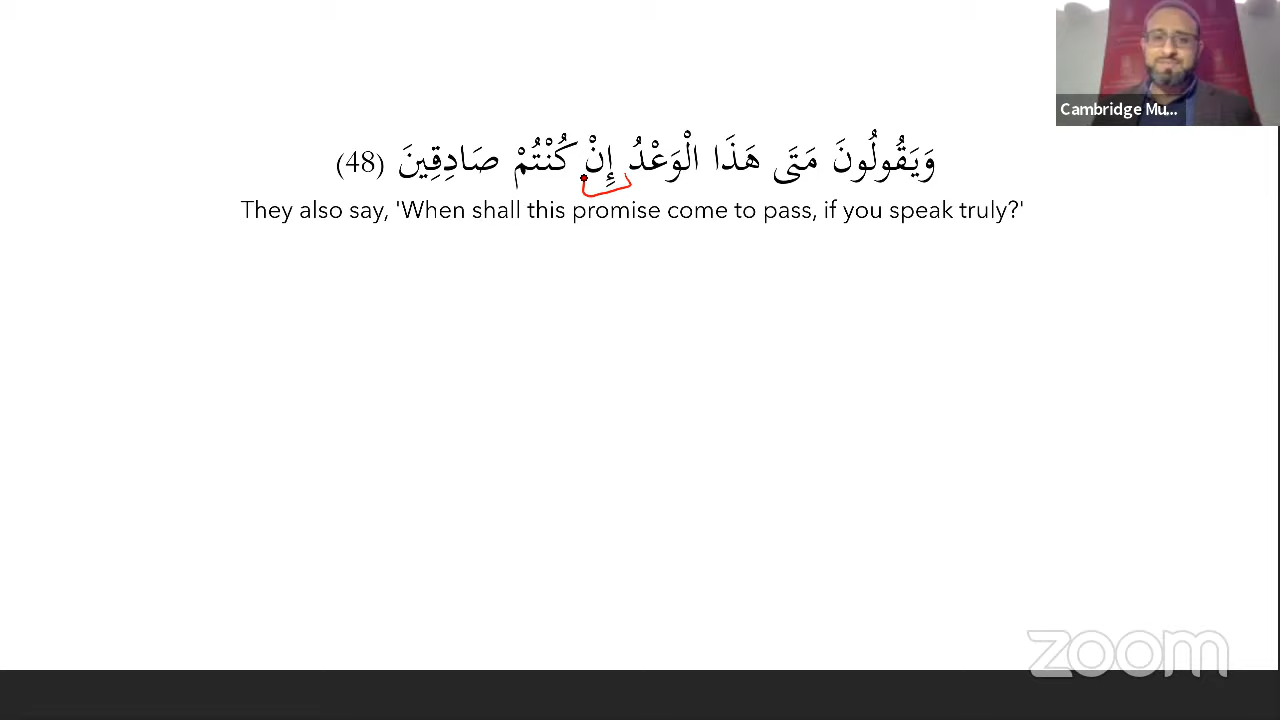 Cambridge Mu...
وَيَقُولُونَ مَتَى هَذَا الْوَعْدُ إِنْ كُنْتُمْ صَادِقِينَ (48)
They also say, 'When shall this promise come to pass, if you speak truly?'
zoom